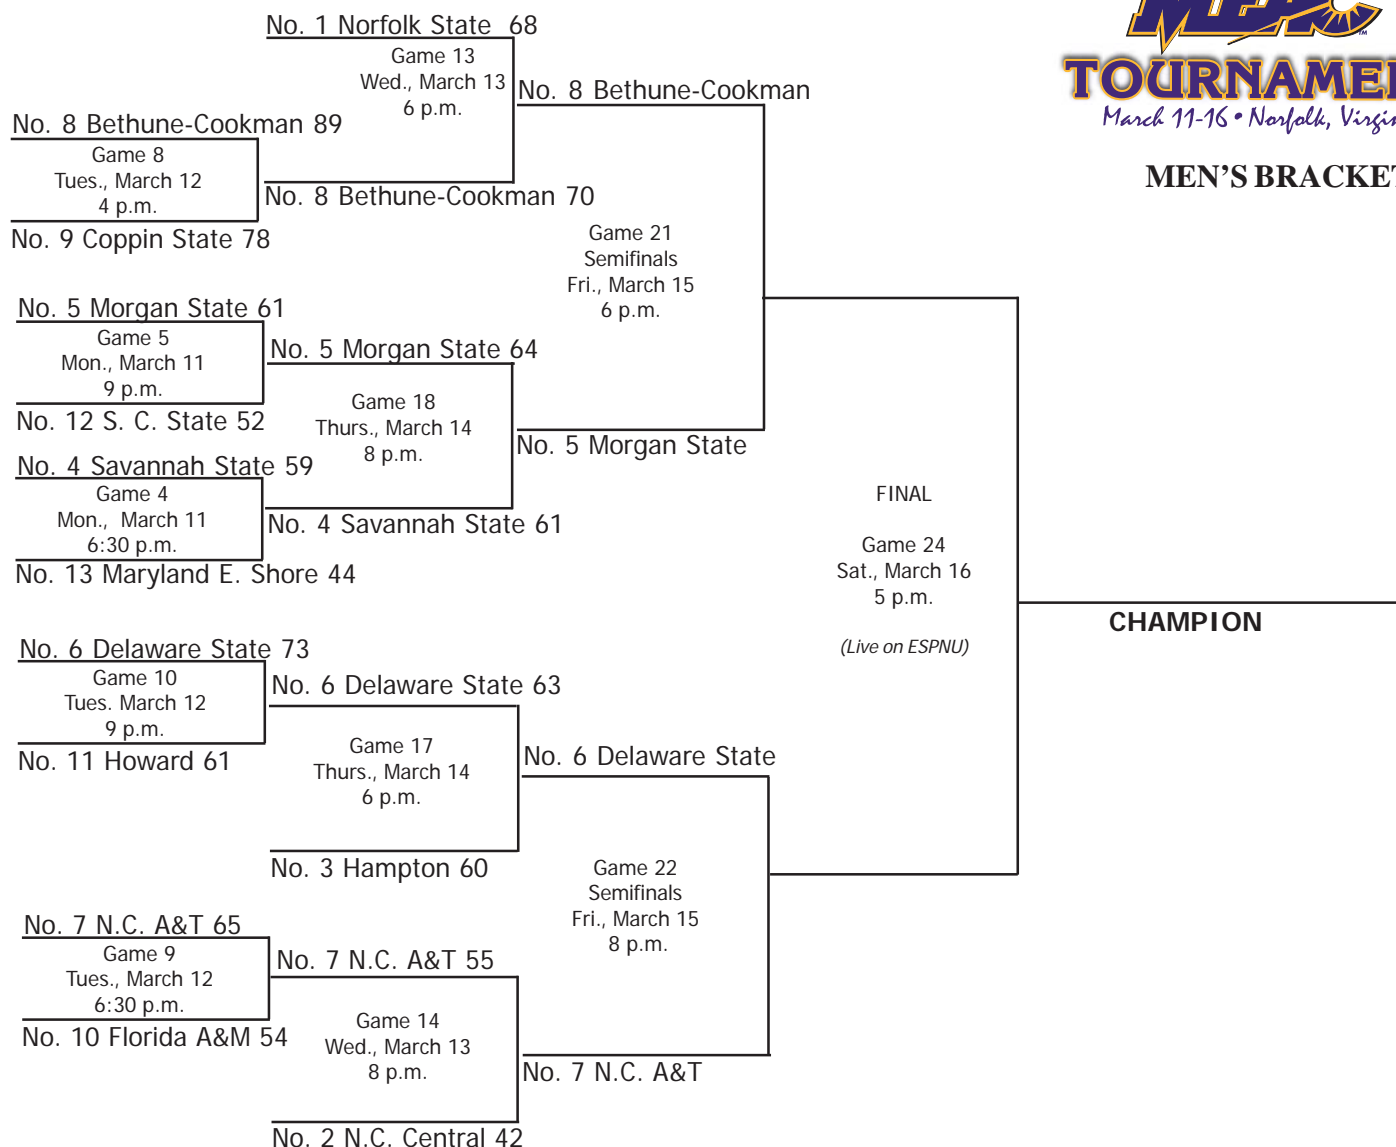 MEAC
TM
TOURNAME
March 11-16 • Norfolk, Virgin
MEN'S BRACKET
No. 1 Norfolk State 68
Game 13
Wed., March 13
6 p.m.
No. 8 Bethune-Cookman
No. 8 Bethune-Cookman 89
Game 8
Tues., March 12
4 p.m.
No. 8 Bethune-Cookman 70
No. 9 Coppin State 78
Game 21
Semifinals
Fri., March 15
6 p.m.
No. 5 Morgan State 61
Game 5
Mon., March 11
9 p.m.
No. 5 Morgan State 64
No. 12 S. C. State 52
Game 18
Thurs., March 14
8 p.m.
No. 5 Morgan State
No. 4 Savannah State 59
Game 4
Mon., March 11
6:30 p.m.
No. 4 Savannah State 61
No. 13 Maryland E. Shore 44
FINAL
Game 24
Sat., March 16
5 p.m.
(Live on ESPNU)
CHAMPION
No. 6 Delaware State 73
Game 10
Tues. March 12
9 p.m.
No. 6 Delaware State 63
No. 11 Howard 61
Game 17
Thurs., March 14
6 p.m.
No. 6 Delaware State
No. 3 Hampton 60
Game 22
Semifinals
Fri., March 15
8 p.m.
No. 7 N.C. A&T 65
Game 9
Tues., March 12
6:30 p.m.
No. 7 N.C. A&T 55
No. 10 Florida A&M 54
Game 14
Wed., March 13
8 p.m.
No. 7 N.C. A&T
No. 2 N.C. Central 42